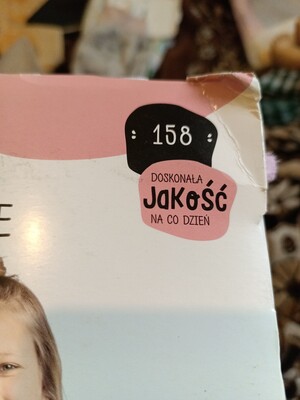 : 158 :
DOSKONAŁA
JAKOŚĆ
NA CO DZIEŃ
E